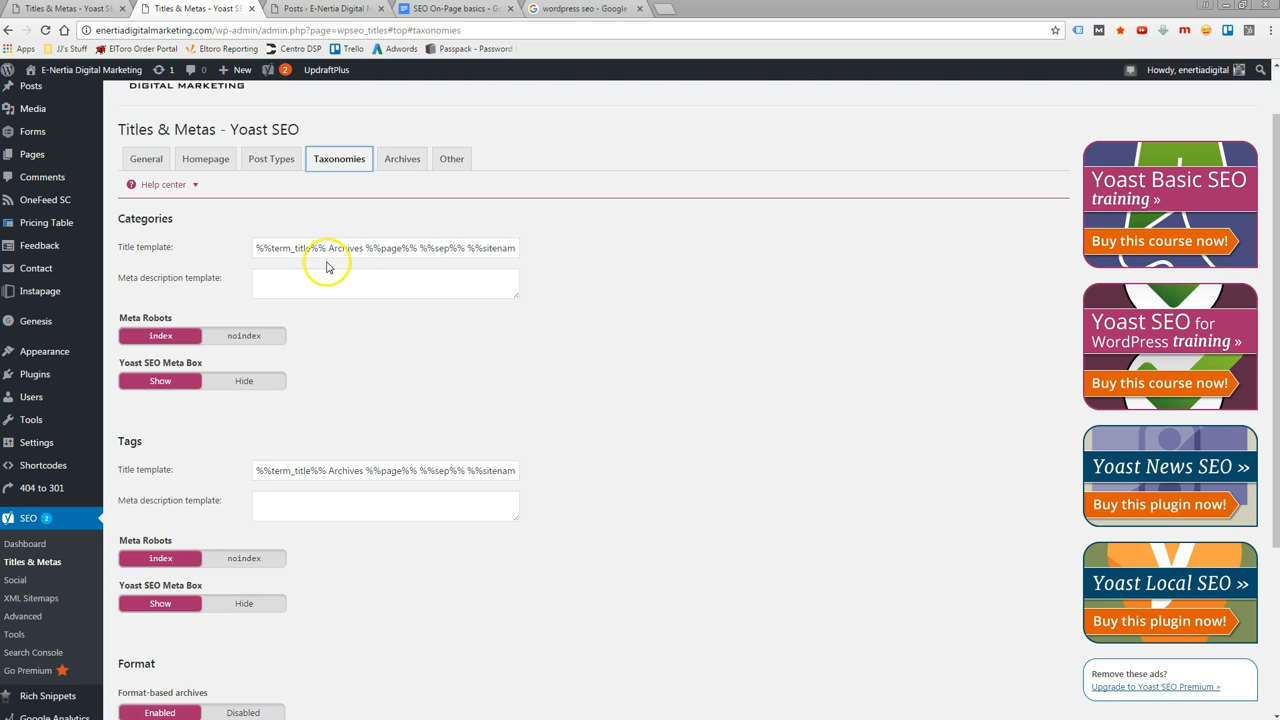 Titles & Metas - Yoast SE
Titles & Metas - Yoast SE
Posts - E-Nertia Digital M
SEO On-Page basics - Go
wordpress seo - Google
enertiadigitalmarketing.com/wp-admin/admin.php?page=wpseo_titles#top#taxonomies
Apps
JJ's Stuff
ElToro Order Portal
Eltoro Reporting
Centro DSP
Trello
Adwords
Passpack - Password
E-Nertia Digital Marketing
1
0
+ New
2
UpdraftPlus
Howdy, enertiadigital
Posts
Media
Forms
Pages
Comments
OneFeed SC
Pricing Table
Feedback
Contact
Instapage
Genesis
Appearance
Plugins
Users
Tools
Settings
Shortcodes
404 to 301
SEO 2
Dashboard
Titles & Metas
Social
XML Sitemaps
Advanced
Tools
Search Console
Go Premium
Rich Snippets
Google Analytics
DIGITAL MARKETING
Titles & Metas - Yoast SEO
General
Homepage
Post Types
Taxonomies
Archives
Other
Help center
Categories
Title template:
%%term_title%% Archives %%page%% %%sep%% %%sitenam
Meta description template:
Meta Robots
index
noindex
Yoast SEO Meta Box
Show
Hide
Tags
Title template:
%%term_title%% Archives %%page%% %%sep%% %%sitenam
Meta description template:
Meta Robots
index
noindex
Yoast SEO Meta Box
Show
Hide
Format
Format-based archives
Enabled
Disabled
Yoast Basic SEO
training »
Buy this course now!
Yoast SEO for
WordPress training »
Buy this course now!
Yoast News SEO »
Buy this plugin now!
Yoast Local SEO »
Buy this plugin now!
Remove these ads?
Upgrade to Yoast SEO Premium »